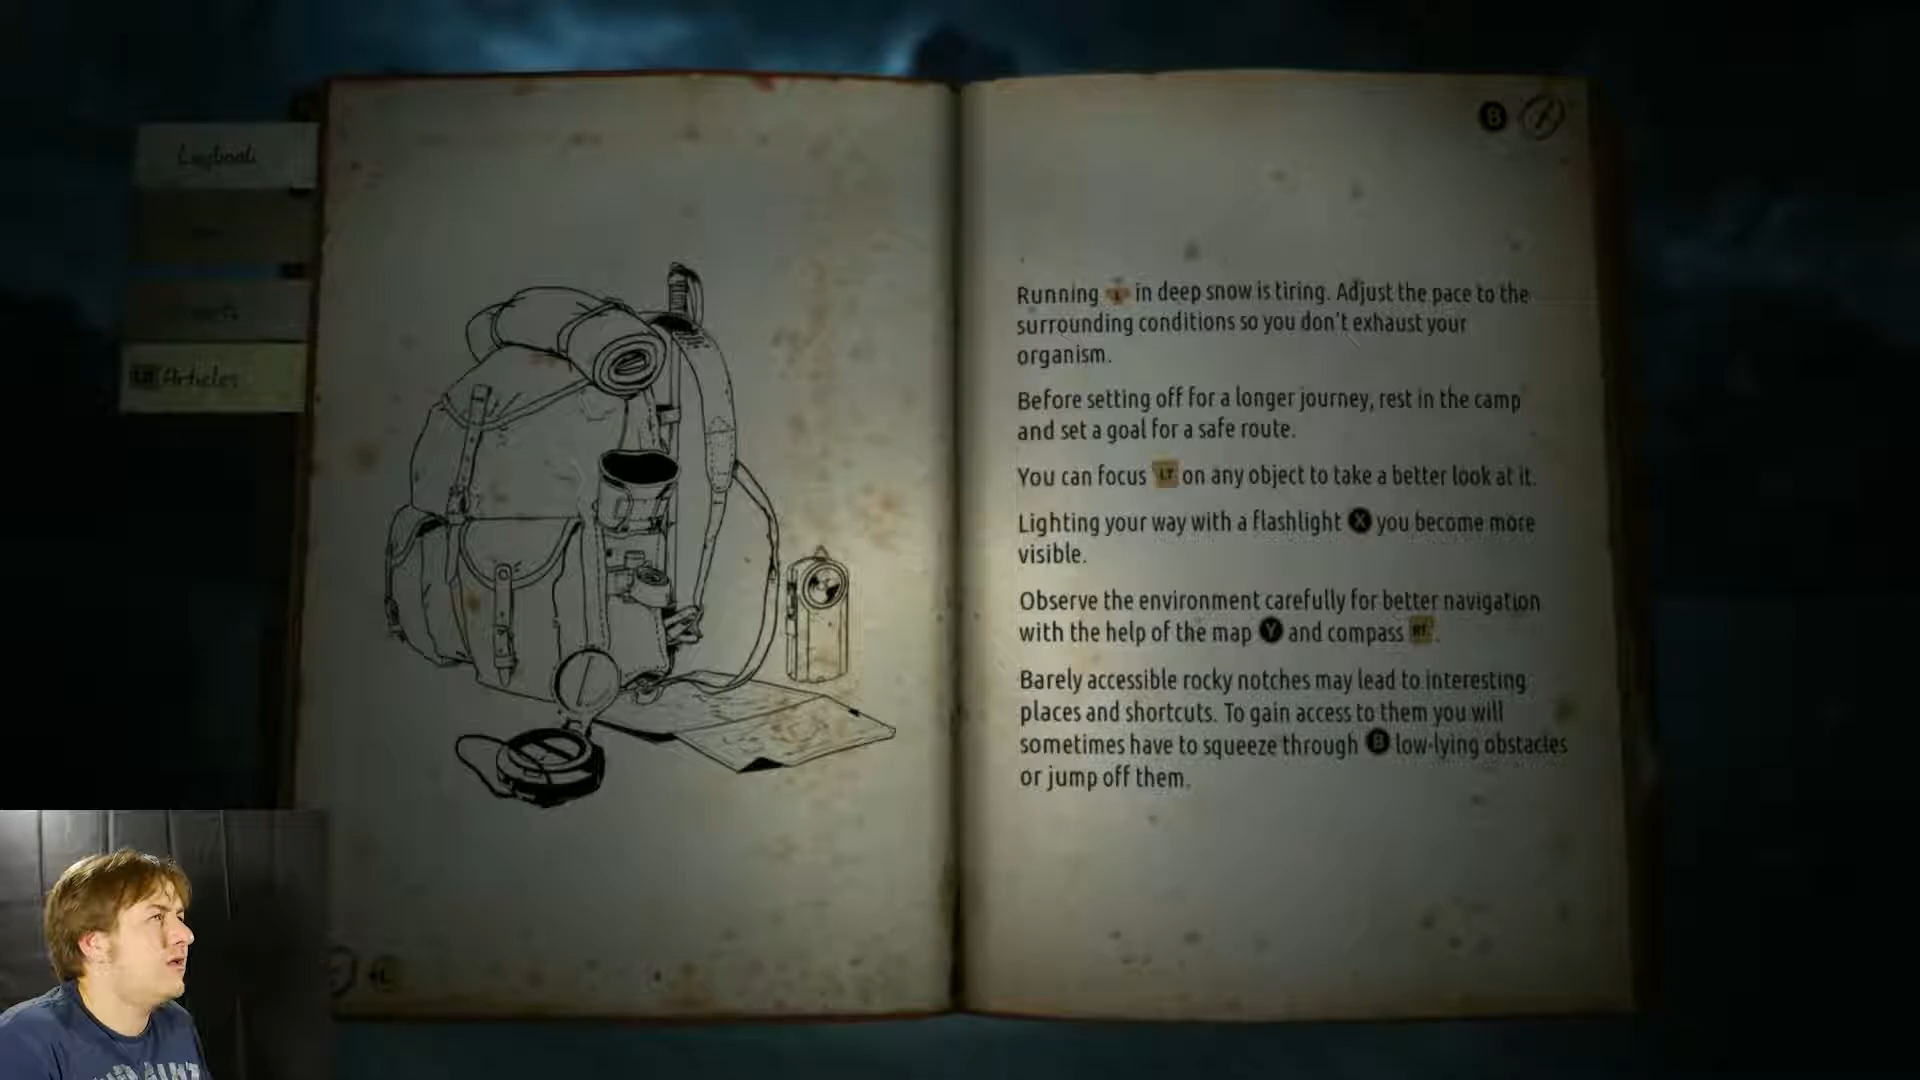 Logbook
B
Articles
Running L in deep snow is tiring. Adjust the pace to the
surrounding conditions so you don't exhaust your
organism.
Before setting off for a longer journey, rest in the camp
and set a goal for a safe route.
You can focus LT on any object to take a better look at it.
Lighting your way with a flashlight X you become more
visible.
Observe the environment carefully for better navigation
with the help of the map Y and compass RT.
Barely accessible rocky notches may lead to interesting
places and shortcuts. To gain access to them you will
sometimes have to squeeze through B low-lying obstacles
or jump off them.